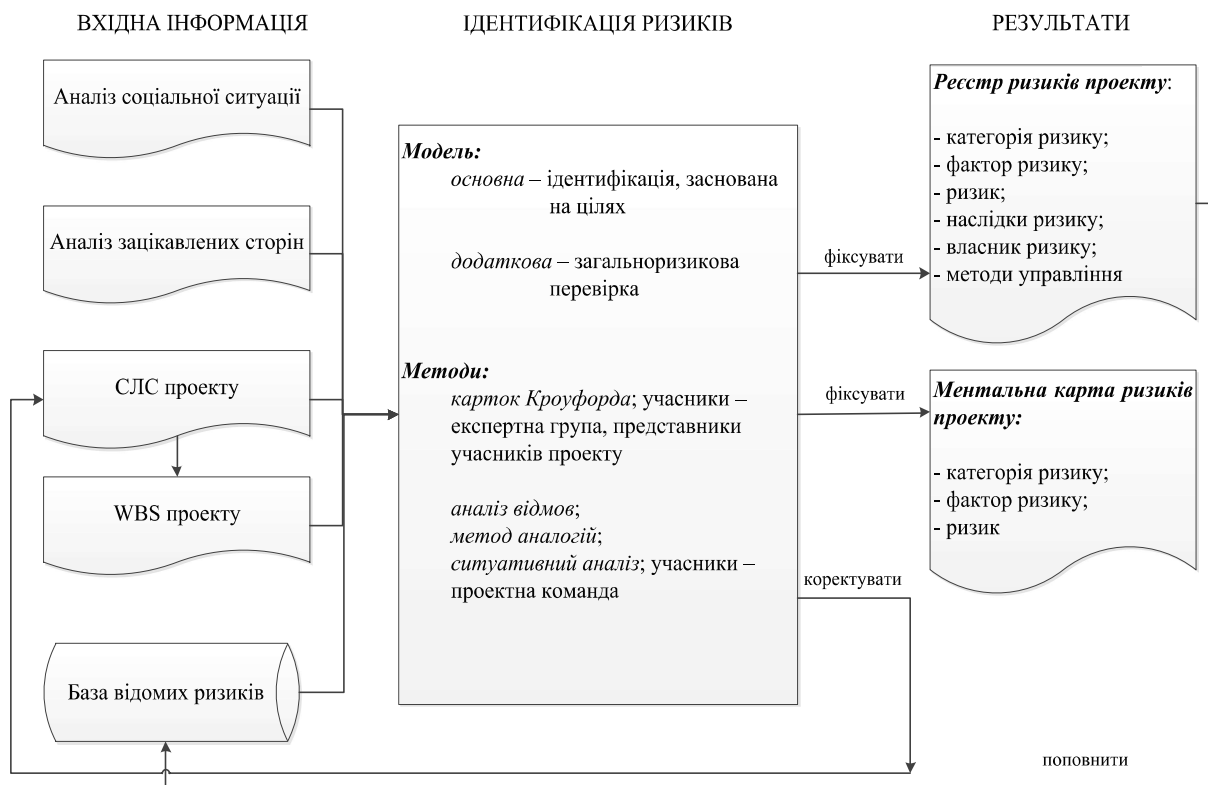 ВХІДНА ІНФОРМАЦІЯ
ІДЕНТИФІКАЦІЯ РИЗИКІВ
РЕЗУЛЬТАТИ
Аналіз соціальної ситуації
Аналіз зацікавлених сторін
СЛС проекту
WBS проекту
База відомих ризиків
Модель:
основна – ідентифікація, заснована
на цілях
додаткова – загальноризикова
перевірка
Методи:
карток Кроуфорда; учасники –
експертна група, представники
учасників проекту
аналіз відмов;
метод аналогій;
ситуативний аналіз; учасники –
проектна команда
фіксувати
фіксувати
коректувати
Реєстр ризиків проекту:
- категорія ризику;
- фактор ризику;
- ризик;
- наслідки ризику;
- власник ризику;
- методи управління
Ментальна карта ризиків
проекту:
- категорія ризику;
- фактор ризику;
- ризик
поповнити